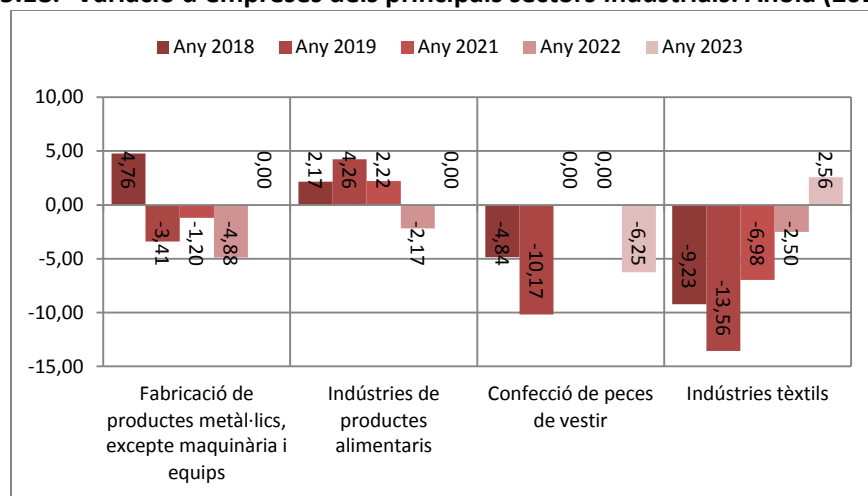 Variació d'empreses dels principals sectors industrials. Anoia
Any 2018 Any 2019 Any 2021 Any 2022 Any 2023
10,00
5,00
0,00
-5,00
-10,00
-15,00
4,76
-3,41
-1,20
-4,88
0,00
2,17
4,26
2,22
-2,17
0,00
-4,84
-10,17
0,00
0,00
-6,25
-9,23
-13,56
-6,98
-2,50
2,56
Fabricació de
productes metàl·lics,
excepte maquinària i
equips
Indústries de
productes
alimentaris
Confecció de peces
de vestir
Indústries tèxtils